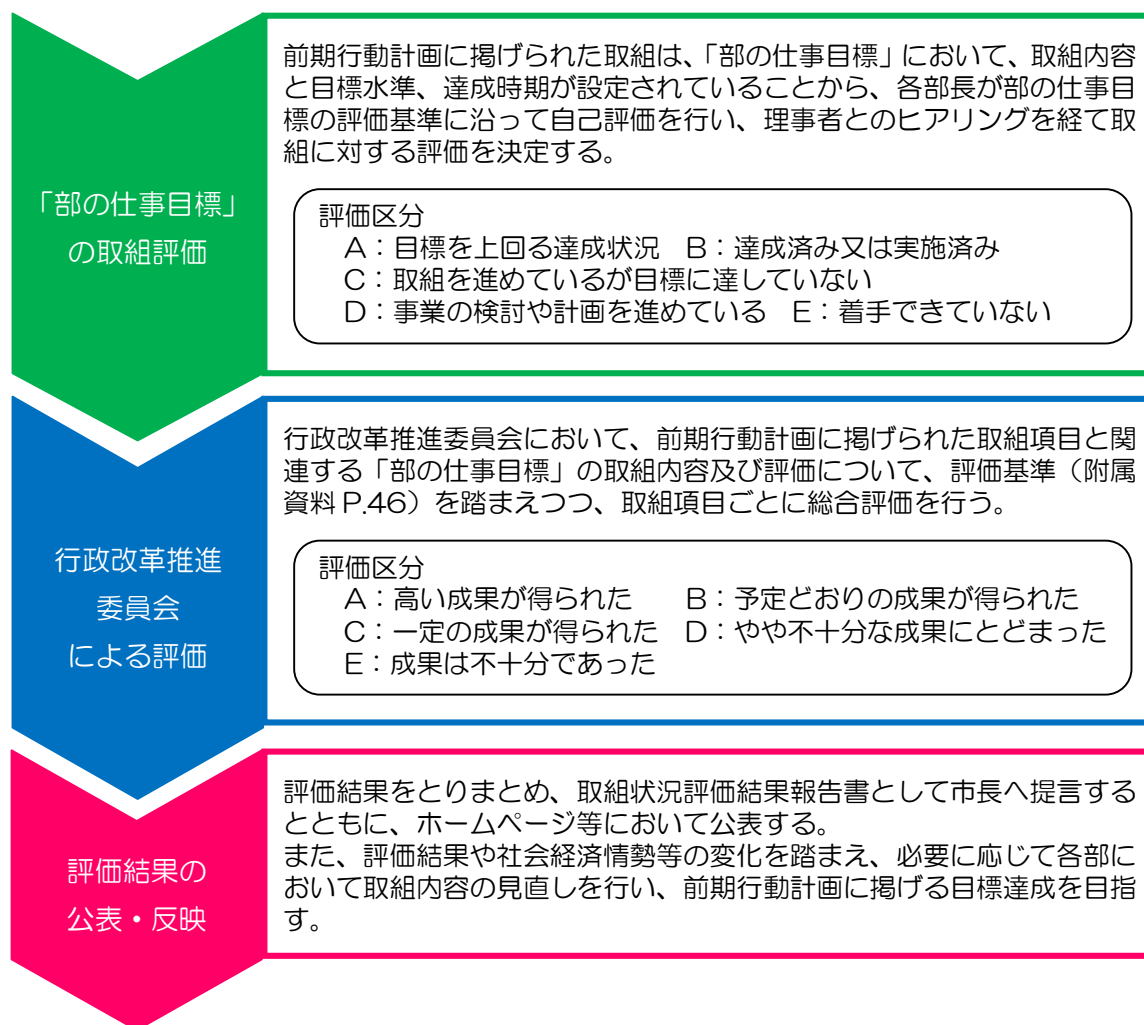 「部の仕事目標」
の取組評価
前期行動計画に掲げられた取組は、「部の仕事目標」において、取組内容
と目標水準、達成時期が設定されていることから、各部長が部の仕事目
標の評価基準に沿って自己評価を行い、理事者とのヒアリングを経て取
組に対する評価を決定する。
評価区分
A：目標を上回る達成状況　B：達成済み又は実施済み
C：取組を進めているが目標に達していない
D：事業の検討や計画を進めている　E：着手できていない
行政改革推進
委員会
による評価
行政改革推進委員会において、前期行動計画に掲げられた取組項目と関
連する「部の仕事目標」の取組内容及び評価について、評価基準（附属
資料 P.46）を踏まえつつ、取組項目ごとに総合評価を行う。
評価区分
A：高い成果が得られた　B：予定どおりの成果が得られた
C：一定の成果が得られた　D：やや不十分な成果にとどまった
E：成果は不十分であった
評価結果の
公表・反映
評価結果をとりまとめ、取組状況評価結果報告書として市長へ提言する
とともに、ホームページ等において公表する。
また、評価結果や社会経済情勢等の変化を踏まえ、必要に応じて各部に
おいて取組内容の見直しを行い、前期行動計画に掲げる目標達成を目指
す。